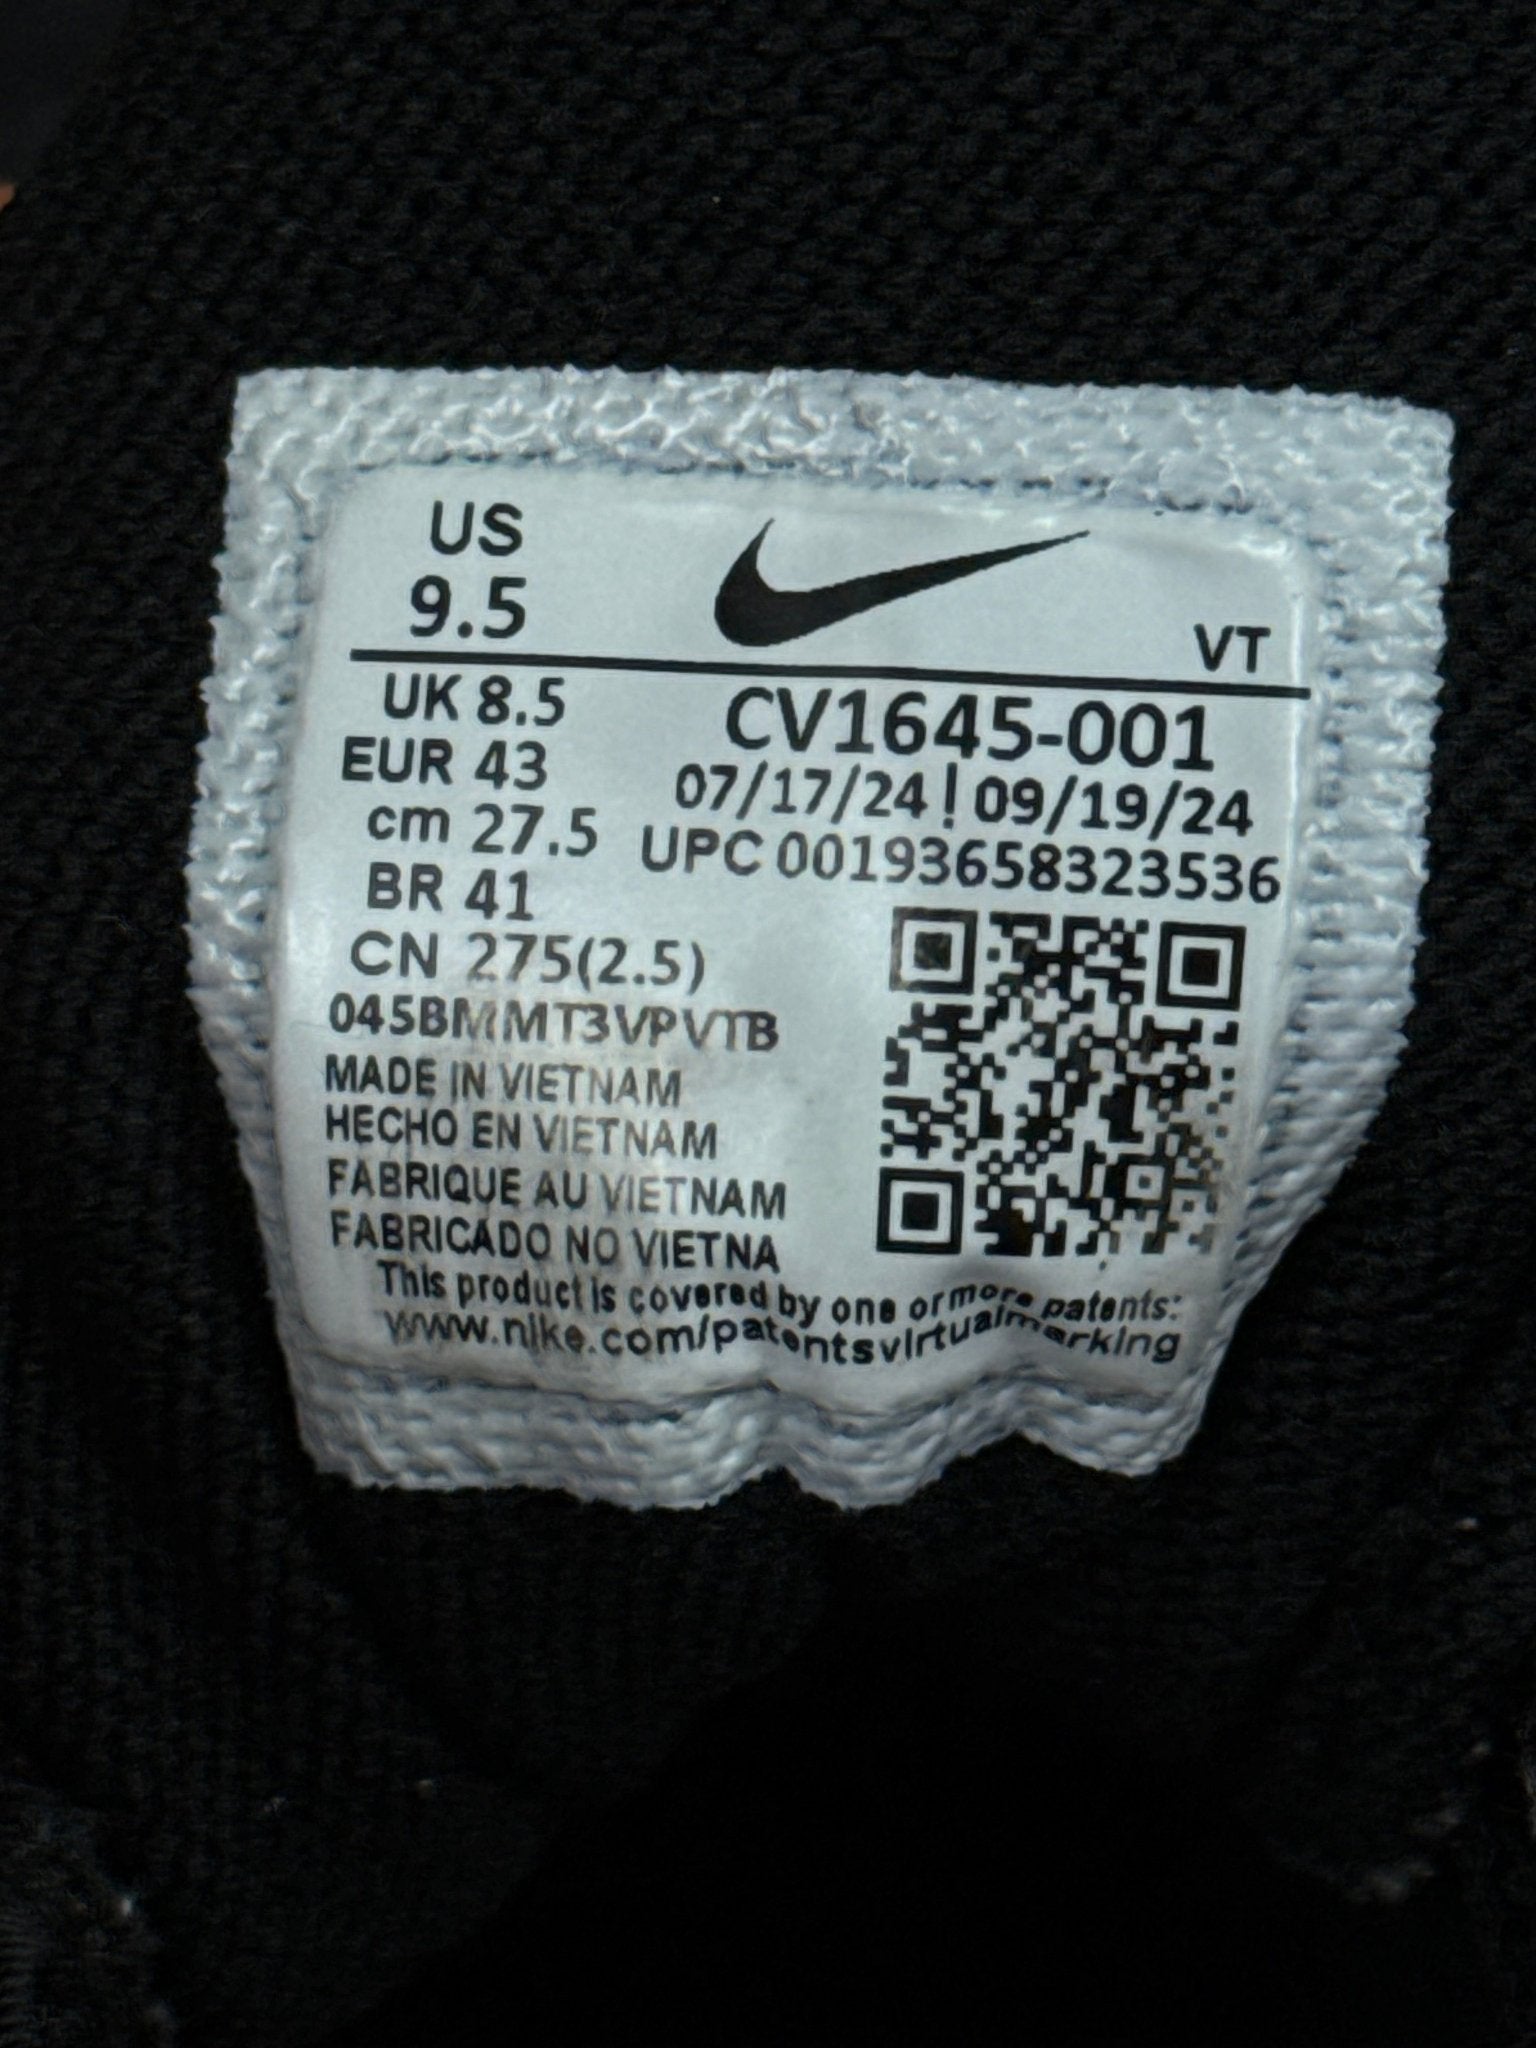 US
9.5
VT
UK 8.5
EUR 43
cm 27.5
BR 41
CN 275(2.5)
CV1645-001
07/17/24 ! 09/19/24
UPC 00193658323536
045BMMT3VPVTB
MADE IN VIETNAM
HECHO EN VIETNAM
FABRIQUE AU VIETNAM
FABRICADO NO VIETNA
This product is covered by one or more patents:
www.nike.com/patentsvirtualmarking